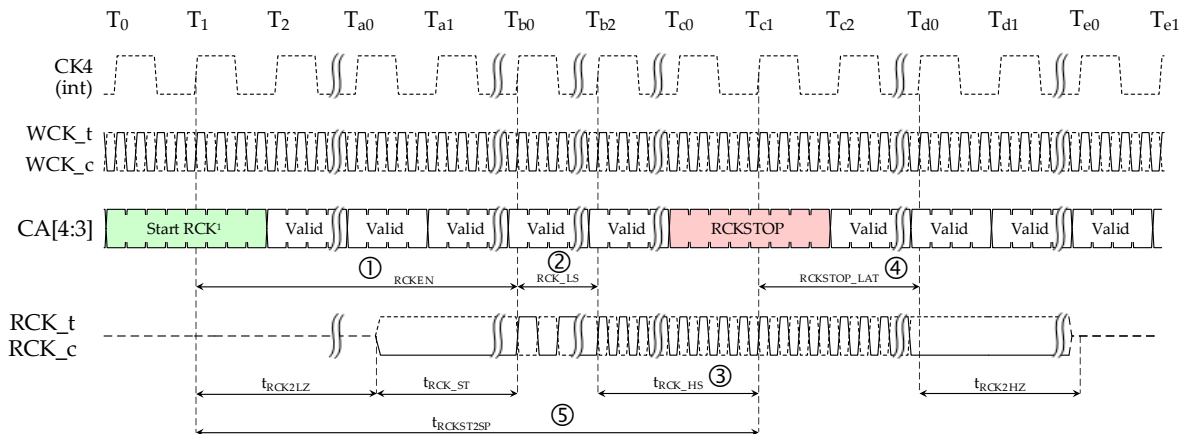 T0 T1 T2 Ta0 Ta1 Tb0 Tb2 Tc0 Tc1 Tc2 Td0 Td1 Te0 Te1
CK4
(int)
WCK_t
WCK_c
CA[4:3] Start RCK¹ Valid Valid Valid Valid Valid RCKSTOP Valid Valid Valid Valid
① RCKEN ② RCK_LS RCKSTOP_LAT ④
RCK_t
RCK_c
tRCK2LZ tRCK_ST tRCK_HS ③ tRCK2HZ
tRCKST2SP ⑤